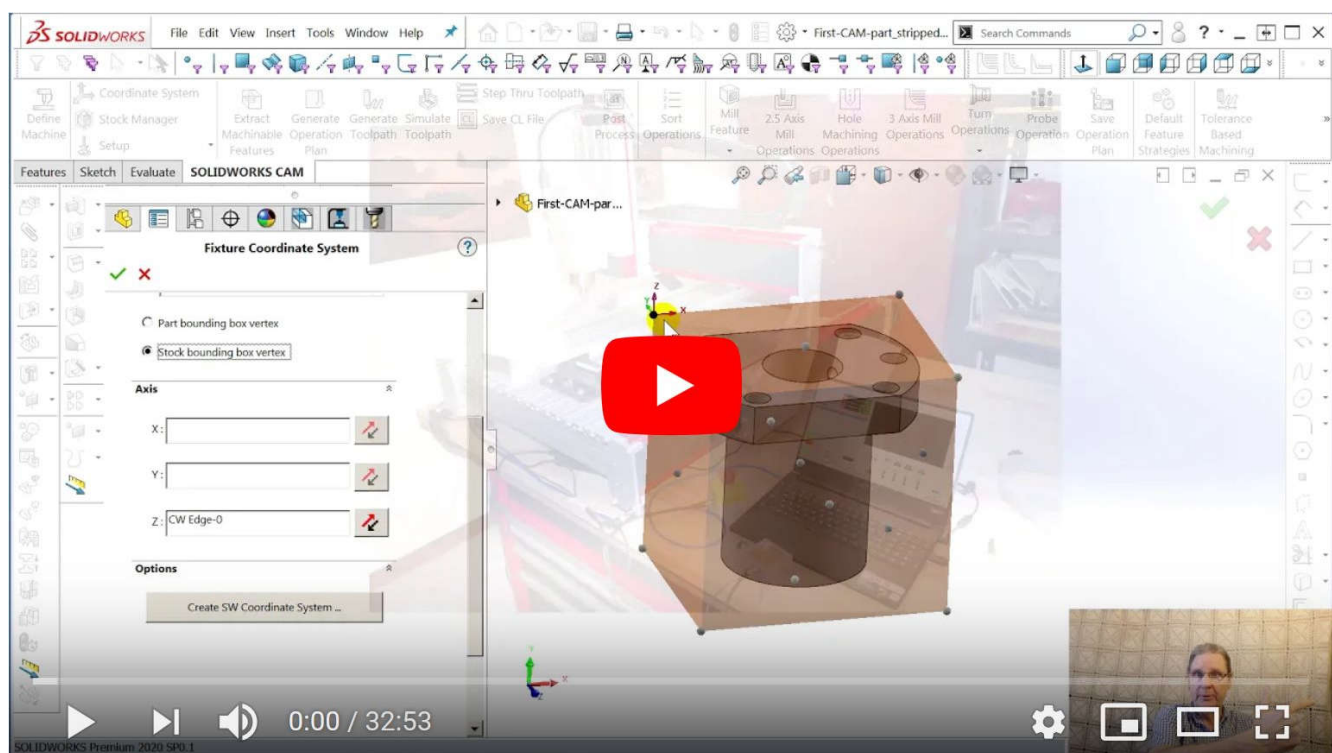 SOLIDWORKS File Edit View Insert Tools Window Help First-CAM-part_stripped... Search Commands
Define Machine
Coordinate System
Stock Manager
Setup
Extract Machinable Features
Generate Operation Plan
Generate Toolpath
Simulate Toolpath
Step Thru Toolpath
Save CL File
Post Process
Sort Operations
Mill Feature
2.5 Axis Mill Operations
Hole Machining Operations
3 Axis Mill Operations
Turn Operations
Probe Operation
Save Operation Plan
Default Feature Strategies
Tolerance Based Machining
Features Sketch Evaluate SOLIDWORKS CAM
First-CAM-par...
Fixture Coordinate System
Part bounding box vertex
Stock bounding box vertex
Axis
X:
Y:
Z: CW Edge-0
Options
Create SW Coordinate System ...
Z
Y
X
Y
X
Z
0:00 / 32:53
SOLIDWORKS Premium 2020 SP0.1